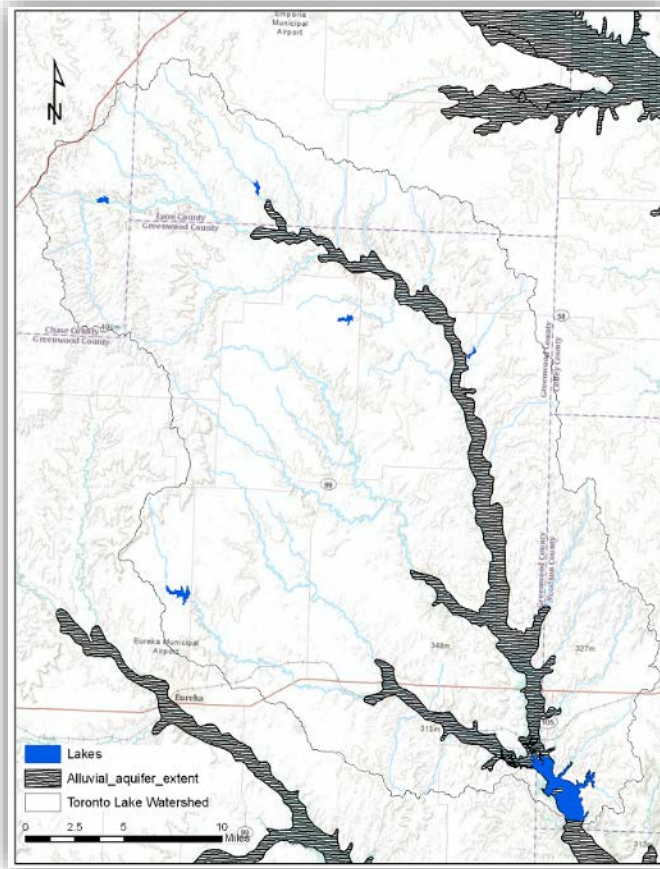 Emporia
Municipal
Airport
N
Lyon County
Greenwood County
Chase County
Greenwood County
58
Greenwood County
Coffey County
99
Greenwood County
Woodson County
Eureka Municipal
Airport
348m
327m
Eureka
105
315m
Lakes
Alluvial_aquifer_extent
Toronto Lake Watershed
0 2.5 5 10
Miles
99